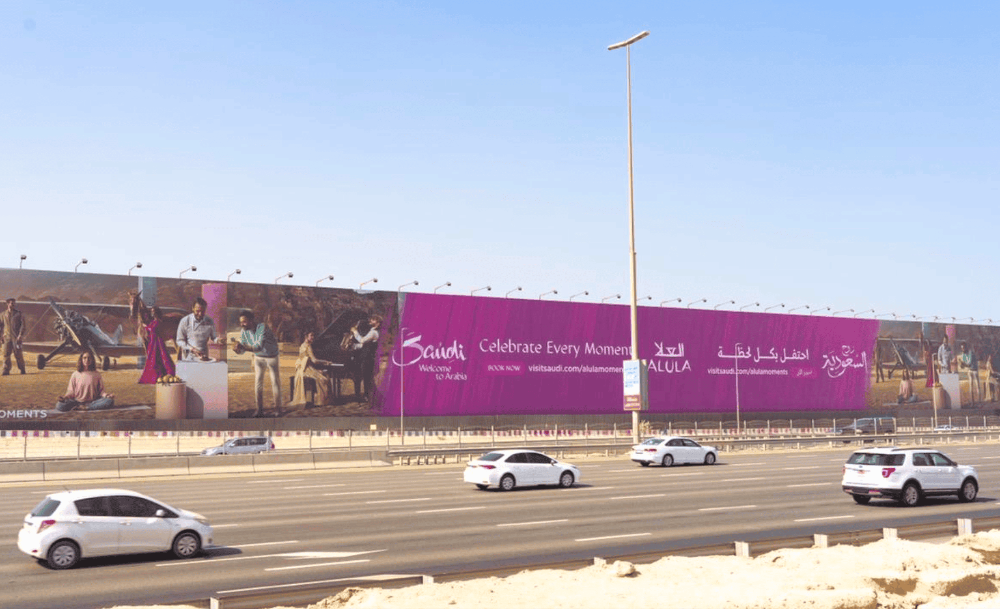 OMENTS
Saudi
Welcome
to Arabia
Celebrate Every Moment
BOOK NOW
visitsaudi.com/alulamomen
العلا
ALULA
احتفل بكل لحظة
visitsaudi.com/alulamoments
احجز الآن
روح
السعودية